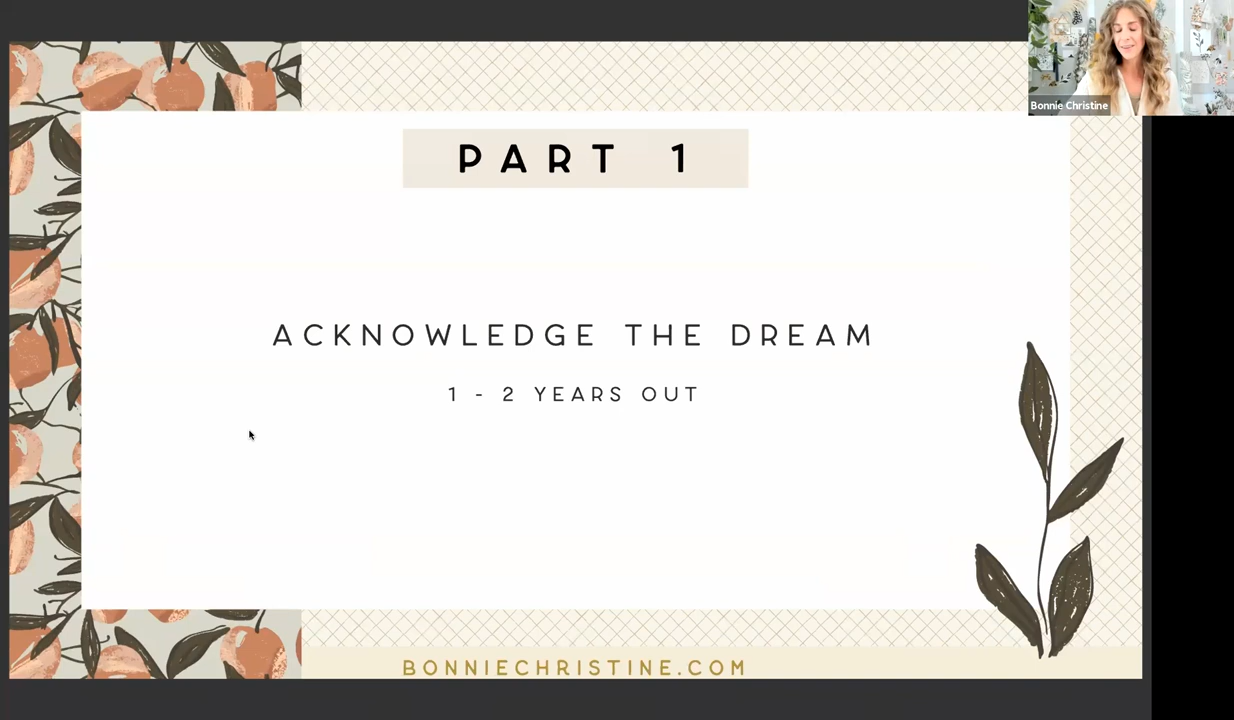 Bonnie Christine
PART 1
ACKNOWLEDGE THE DREAM
1 - 2 YEARS OUT
BONNIECHRISTINE.COM